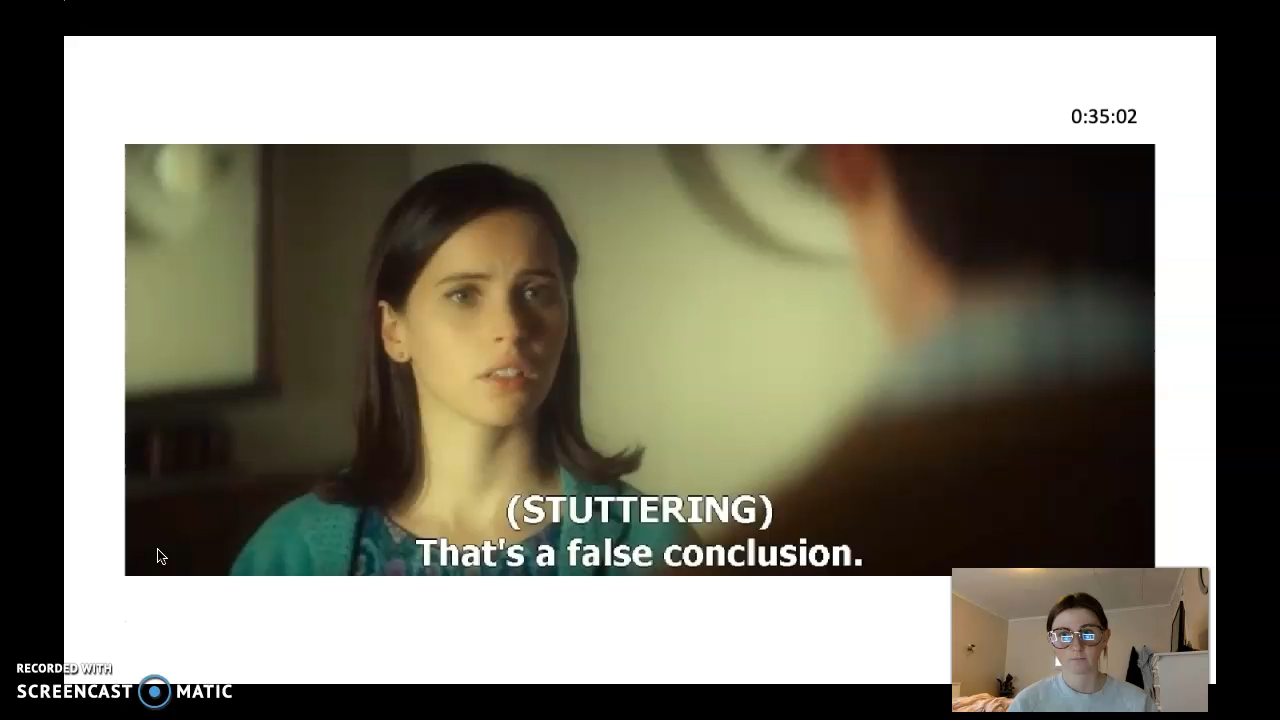 0:35:02
(STUTTERING)
That's a false conclusion.
RECORDED WITH
SCREENCAST MATIC